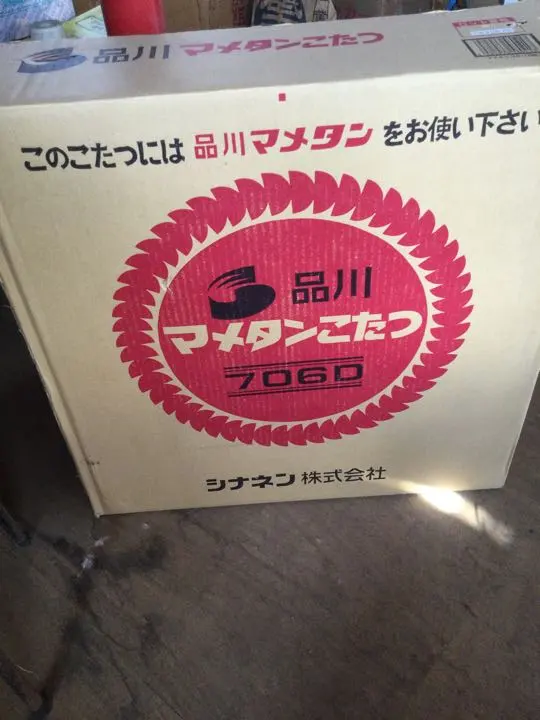 品川 マメタンこたつ
このこたつには 品川マメタン をお使い下さい
品川
マメタンこたつ
706D
シナネン 株式会社